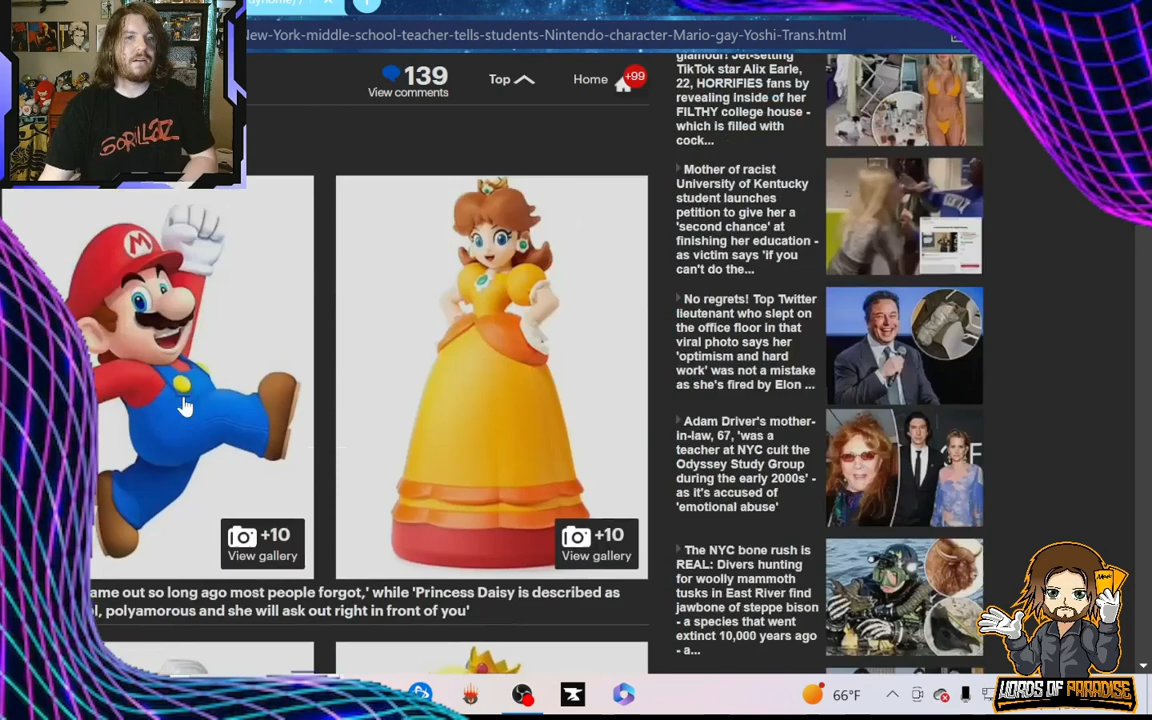 New-York-middle-school-teacher-tells-students-Nintendo-character-Mario-gay-Yoshi-Trans.html
139
View comments
Top
Home
+99
GORILLAZ
M
+10
View gallery
+10
View gallery
ame out so long ago most people forgot,' while 'Princess Daisy is described as
l, polyamorous and she will ask out right in front of you'
glamour! Jet-setting
TikTok star Alix Earle,
22, HORRIFIES fans by
revealing inside of her
FILTHY college house -
which is filled with
cock...
Mother of racist
University of Kentucky
student launches
petition to give her a
'second chance' at
finishing her education -
as victim says 'if you
can't do the...
No regrets! Top Twitter
lieutenant who slept on
the office floor in that
viral photo says her
'optimism and hard
work' was not a mistake
as she's fired by Elon ...
Adam Driver's mother-
in-law, 67, 'was a
teacher at NYC cult the
Odyssey Study Group
during the early 2000s' -
as it's accused of
'emotional abuse'
The NYC bone rush is
REAL: Divers hunting
for woolly mammoth
tusks in East River find
jawbone of steppe bison
- a species that went
extinct 10,000 years ago
- a...
66°F
WORDS OF PARADISE